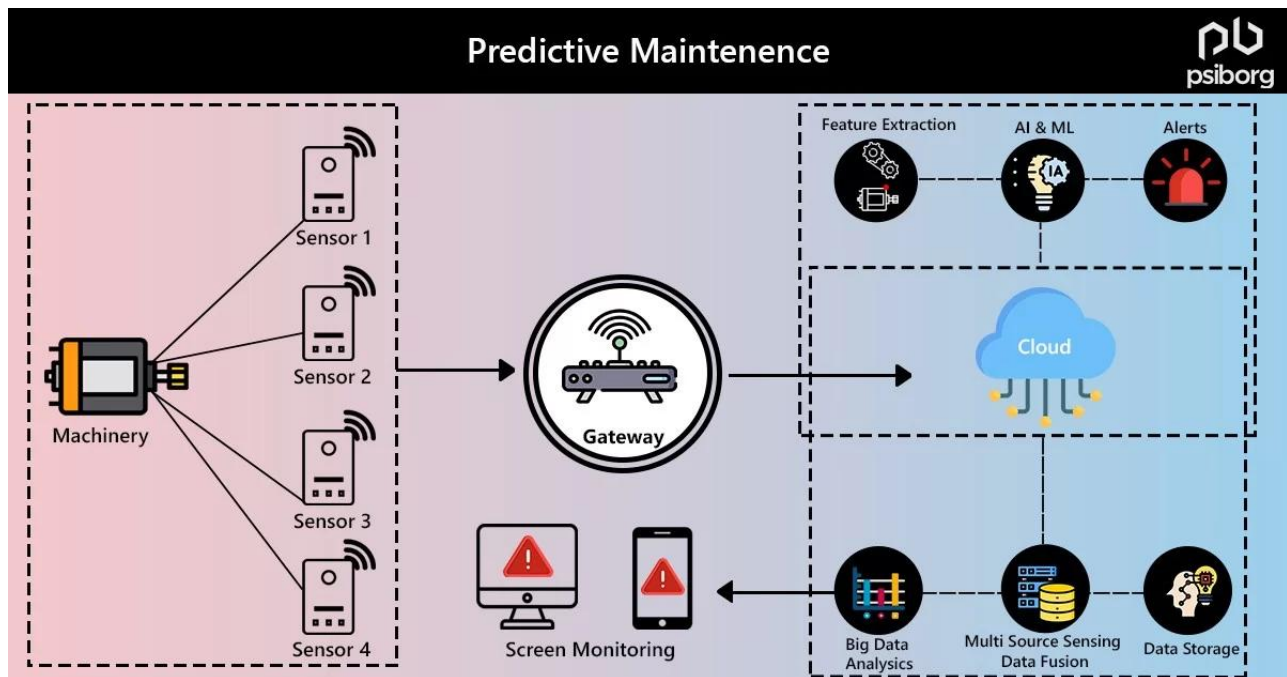 Predictive Maintenence
pb
psiborg
Feature Extraction
AI & ML
Alerts
IA
Sensor 1
Sensor 2
Machinery
Sensor 3
Sensor 4
Gateway
Cloud
Screen Monitoring
Big Data
Analysics
Multi Source Sensing
Data Fusion
Data Storage